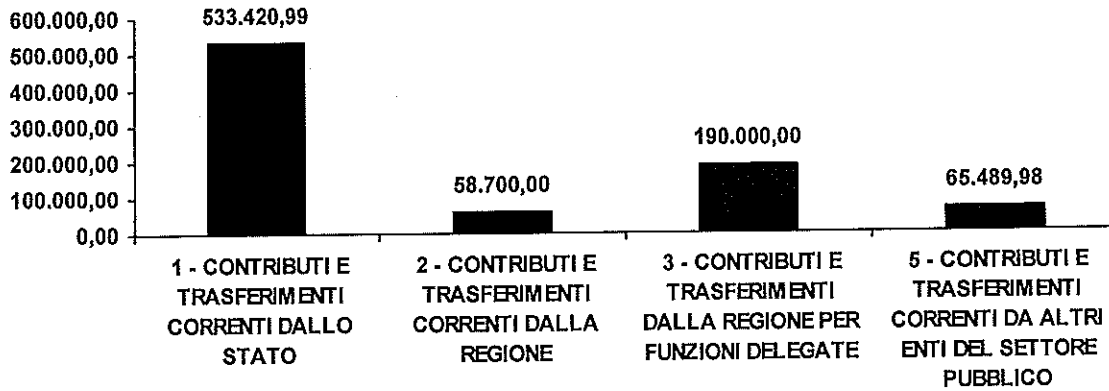 600.000,00
500.000,00
400.000,00
300.000,00
200.000,00
100.000,00
0,00
533.420,99
58.700,00
190.000,00
65.489,98
1 - CONTRIBUTI E
TRASFERIMENTI
CORRENTI DALLO
STATO
2 - CONTRIBUTI E
TRASFERIMENTI
CORRENTI DALLA
REGIONE
3 - CONTRIBUTI E
TRASFERIMENTI
DALLA REGIONE PER
FUNZIONI DELEGATE
5 - CONTRIBUTI E
TRASFERIMENTI
CORRENTI DA ALTRI
ENTI DEL SETTORE
PUBBLICO